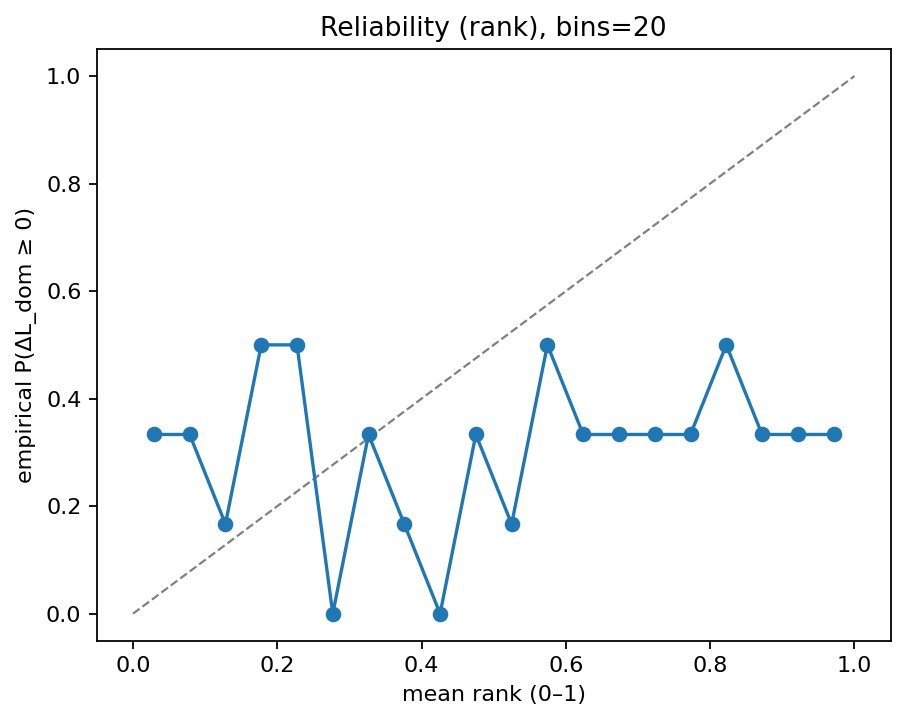 Reliability (rank), bins=20
empirical P(ΔL_dom ≥ 0)
1.0
0.8
0.6
0.4
0.2
0.0
0.0 0.2 0.4 0.6 0.8 1.0
mean rank (0–1)